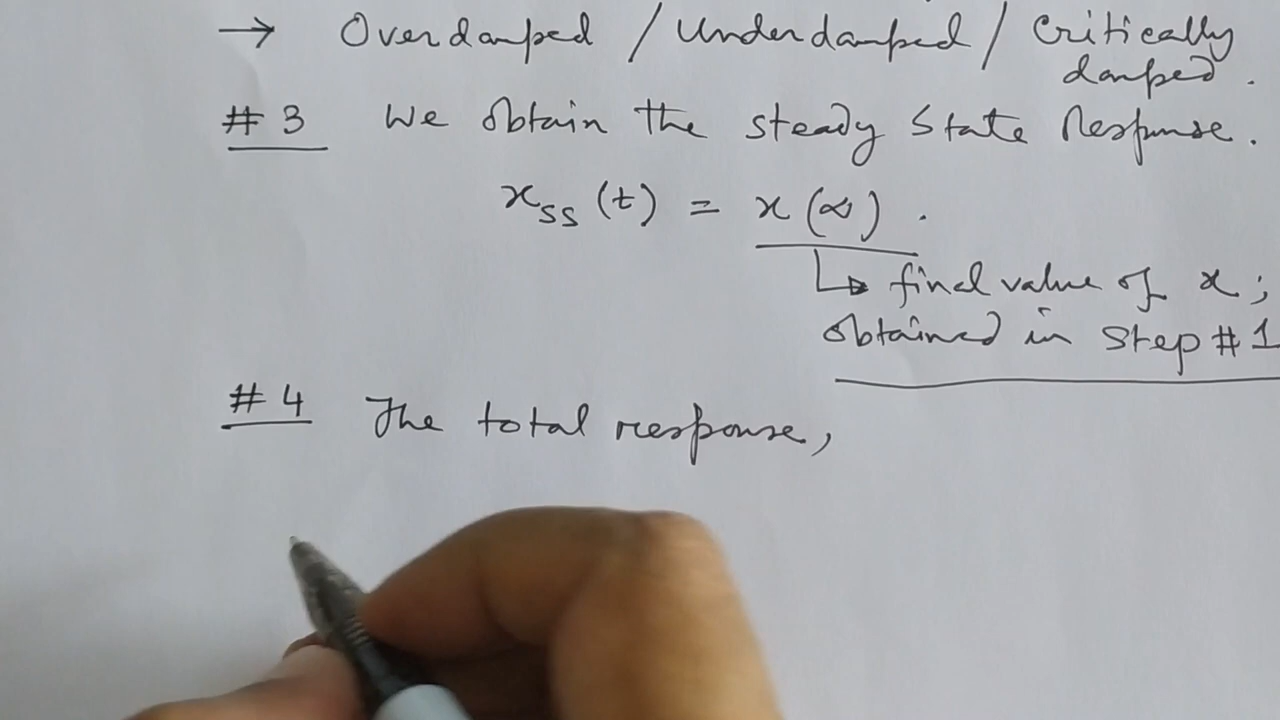 → Overdamped / Underdamped / Critically
damped.
# 3 We obtain the steady state Response.
x_ss (t) = x (∞) .
↳ final value of x ;
obtained in step # 1
# 4 The total response,